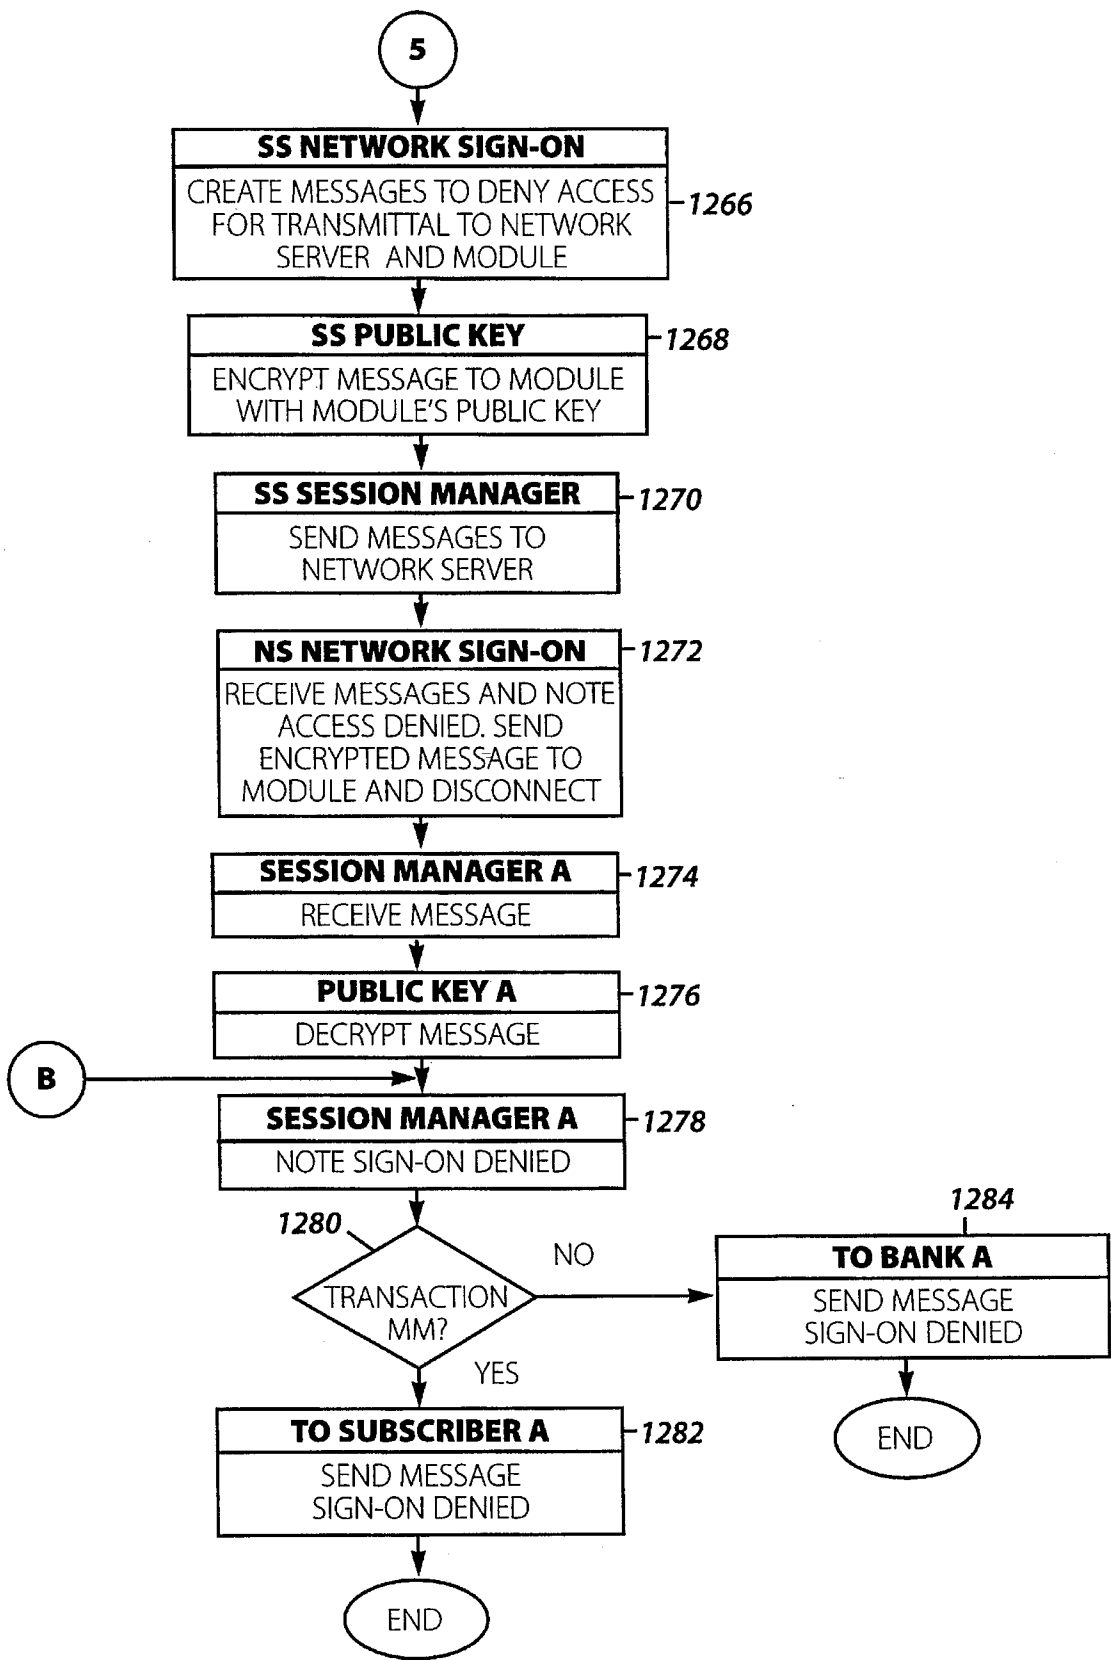 5
SS NETWORK SIGN-ON
CREATE MESSAGES TO DENY ACCESS
FOR TRANSMITTAL TO NETWORK
SERVER AND MODULE
1266
SS PUBLIC KEY
ENCRYPT MESSAGE TO MODULE
WITH MODULE'S PUBLIC KEY
1268
SS SESSION MANAGER
SEND MESSAGES TO
NETWORK SERVER
1270
NS NETWORK SIGN-ON
RECEIVE MESSAGES AND NOTE
ACCESS DENIED. SEND
ENCRYPTED MESSAGE TO
MODULE AND DISCONNECT
1272
SESSION MANAGER A
RECEIVE MESSAGE
1274
PUBLIC KEY A
DECRYPT MESSAGE
1276
B
SESSION MANAGER A
NOTE SIGN-ON DENIED
1278
1280
TRANSACTION
MM?
NO
YES
1284
TO BANK A
SEND MESSAGE
SIGN-ON DENIED
END
TO SUBSCRIBER A
SEND MESSAGE
SIGN-ON DENIED
1282
END